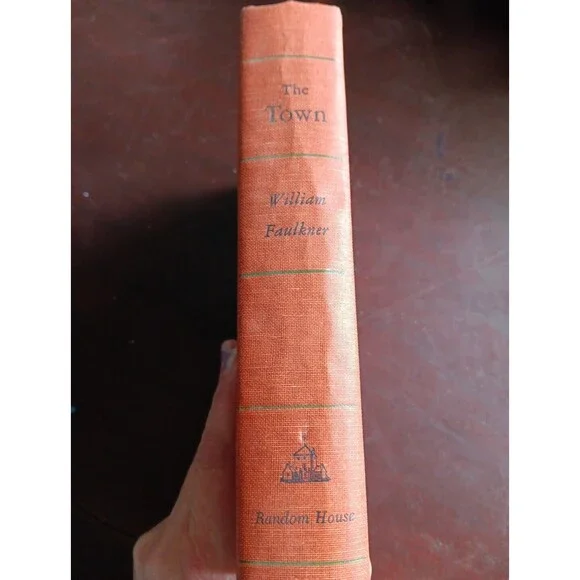 The
Town
William
Faulkner
Random House